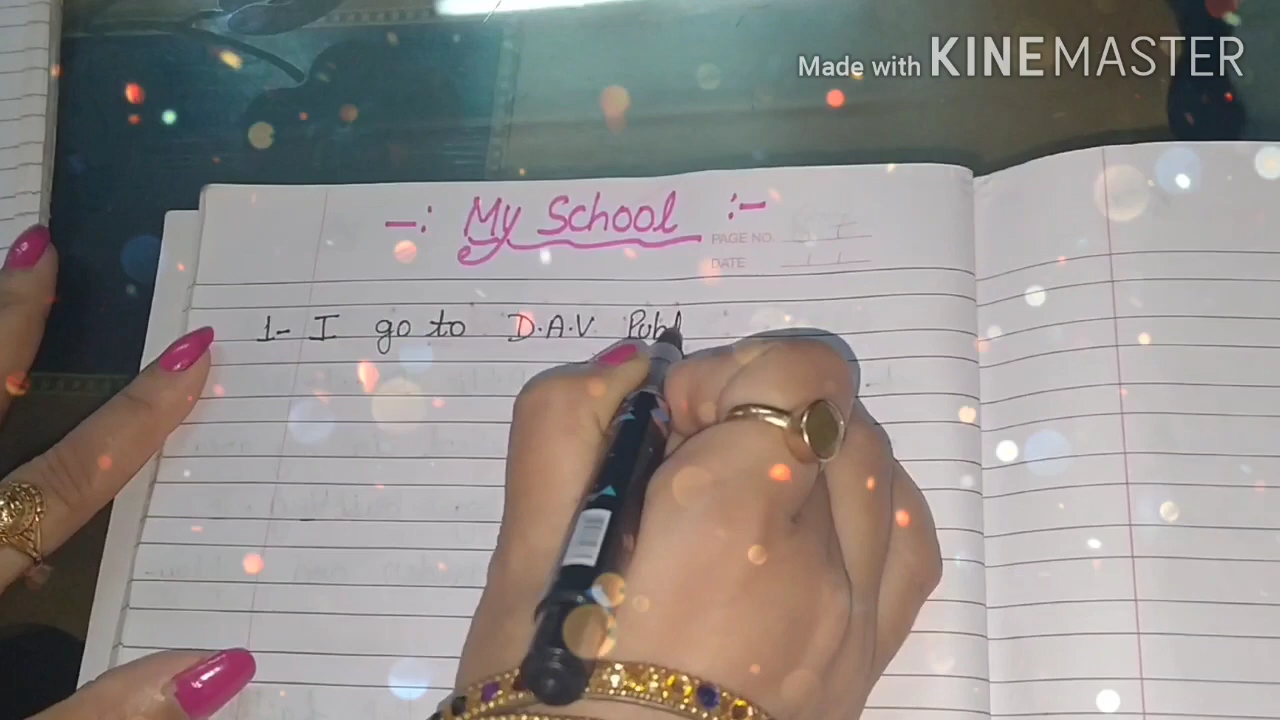 Made with KINEMASTER
-: My School :-
PAGE NO.
DATE
1- I go to D.A.V Publ